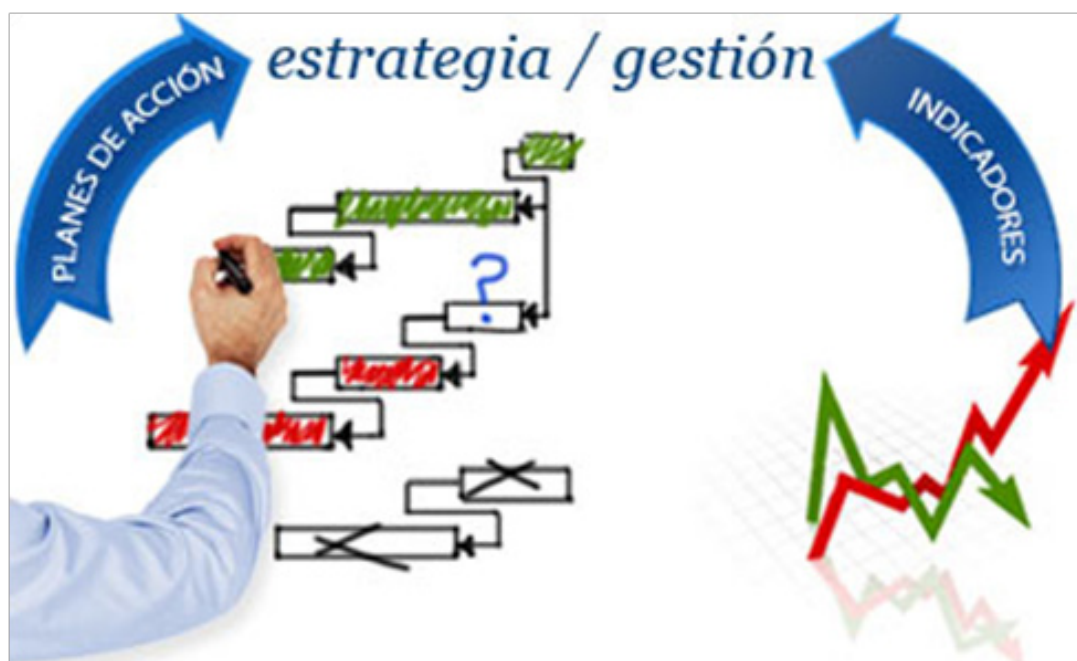 estrategia / gestión
PLANES DE ACCIÓN
INDICADORES
?